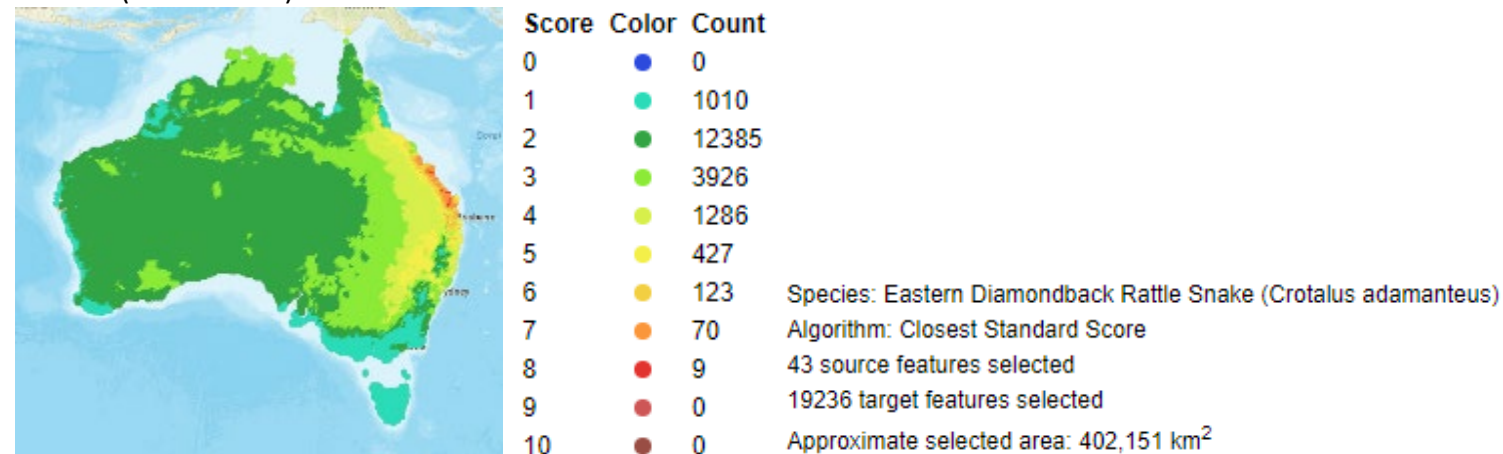 Score Color Count
0 0
1 1010
2 12385
3 3926
4 1286
5 427
6 123
7 70
8 9
9 0
10 0
Species: Eastern Diamondback Rattle Snake (Crotalus adamanteus)
Algorithm: Closest Standard Score
43 source features selected
19236 target features selected
Approximate selected area: 402,151 km2